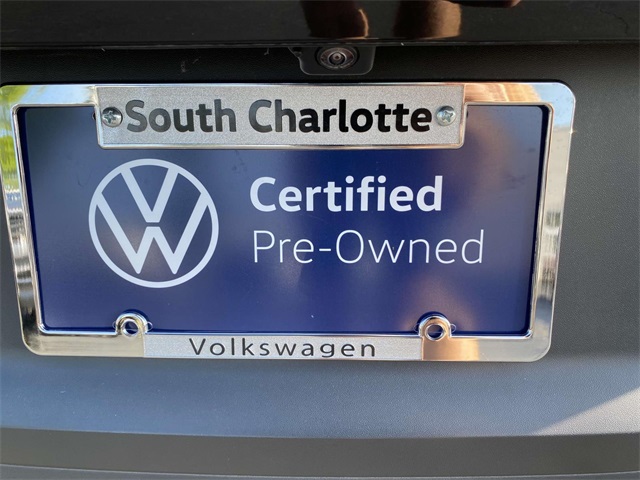 South Charlotte
Certified
Pre-Owned
Volkswagen